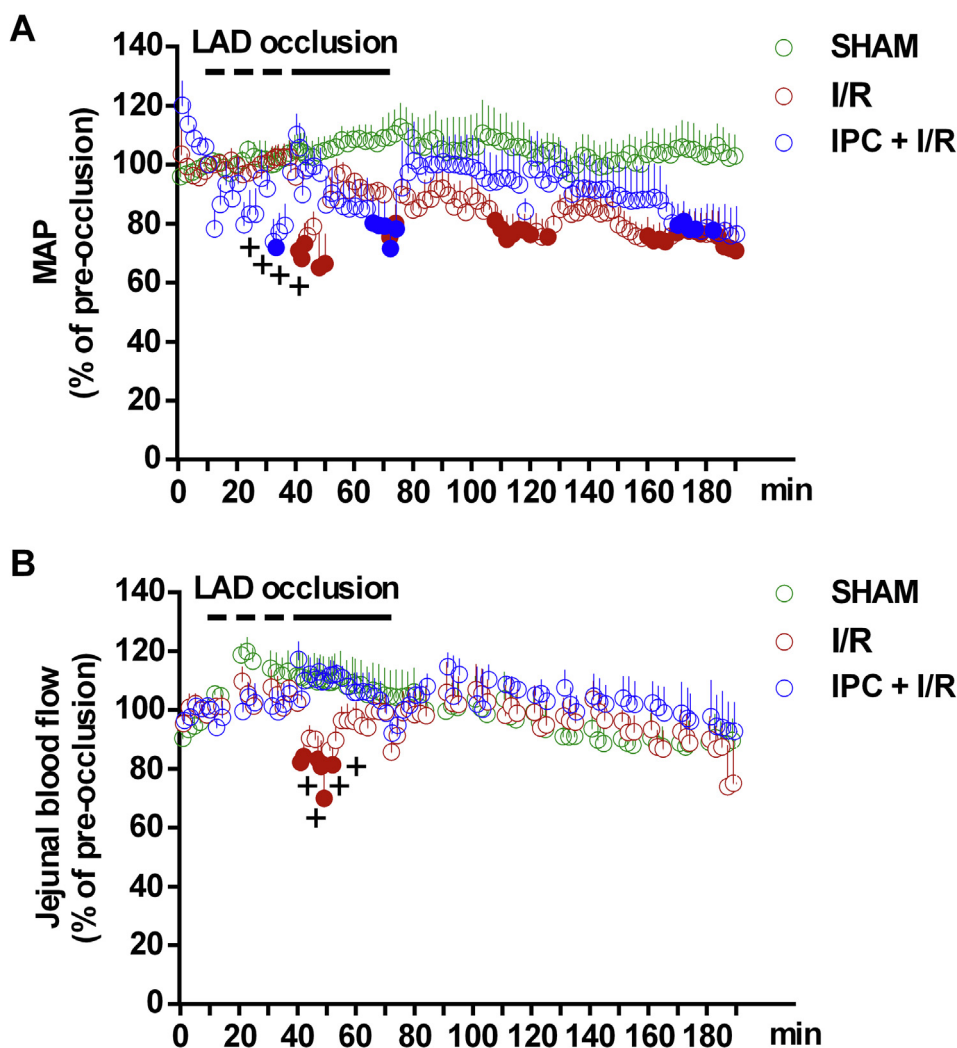 A
LAD occlusion
SHAM
I/R
IPC + I/R
MAP
(% of pre-occlusion)
140
120
100
80
60
40
20
0
0 20 40 60 80 100 120 140 160 180 min
+ + + +
B
LAD occlusion
SHAM
I/R
IPC + I/R
Jejunal blood flow
(% of pre-occlusion)
140
120
100
80
60
40
20
0
0 20 40 60 80 100 120 140 160 180 min
+ + + + +